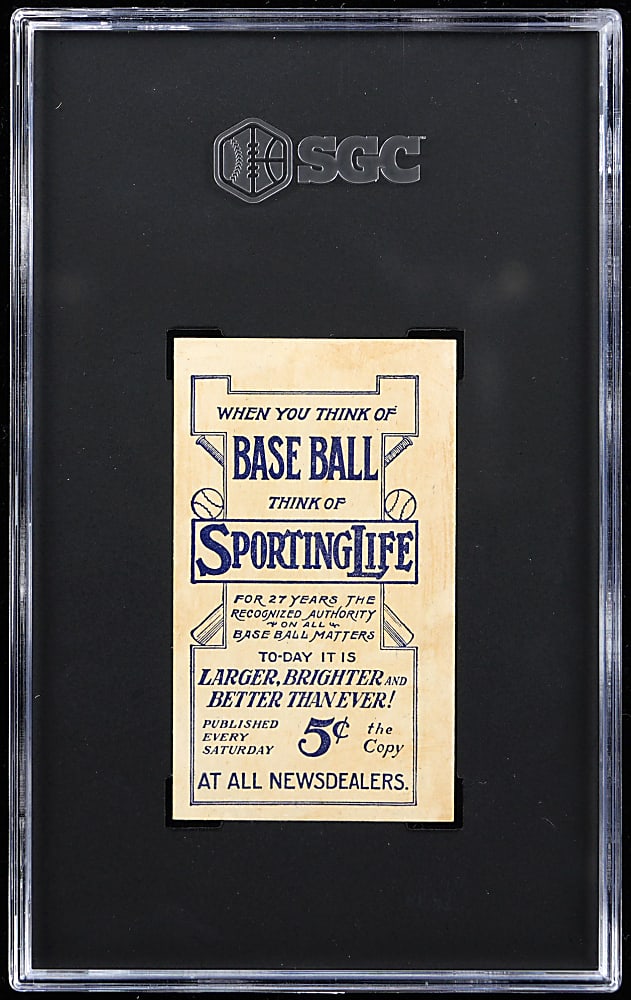 SGC
WHEN YOU THINK OF
BASE BALL
THINK OF
SPORTING LIFE
FOR 27 YEARS THE
RECOGNIZED AUTHORITY
ON ALL
BASE BALL MATTERS
TO-DAY IT IS
LARGER, BRIGHTER AND
BETTER THAN EVER!
PUBLISHED
EVERY
SATURDAY
5¢
the
Copy
AT ALL NEWSDEALERS.